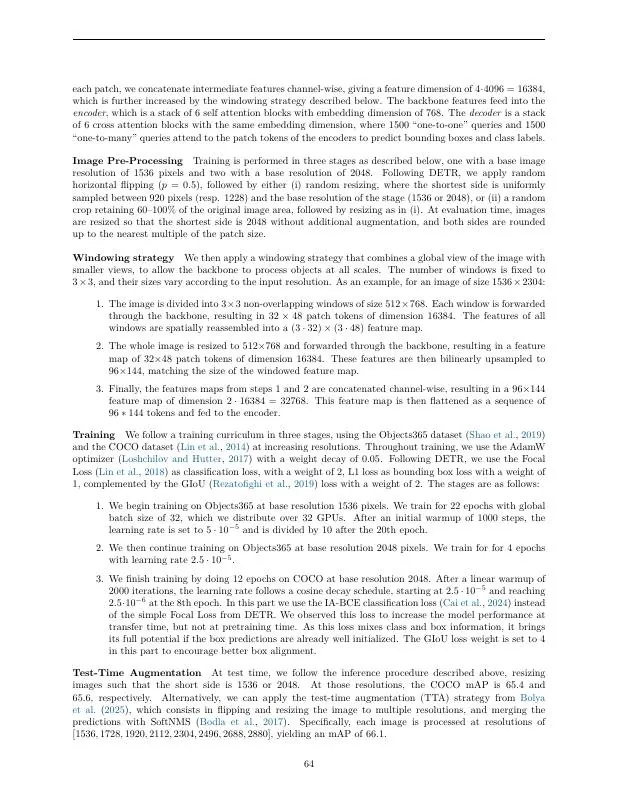 each patch, we concatenate intermediate features channel-wise, giving a feature dimension of 4·4096 = 16384,
which is further increased by the windowing strategy described below. The backbone features feed into the
encoder, which is a stack of 6 self attention blocks with embedding dimension of 768. The decoder is a stack
of 6 cross attention blocks with the same embedding dimension, where 1500 “one-to-one” queries and 1500
“one-to-many” queries attend to the patch tokens of the encoders to predict bounding boxes and class labels.
Image Pre-Processing Training is performed in three stages as described below, one with a base image
resolution of 1536 pixels and two with a base resolution of 2048. Following DETR, we apply random
horizontal flipping (p = 0.5), followed by either (i) random resizing, where the shortest side is uniformly
sampled between 920 pixels (resp. 1228) and the base resolution of the stage (1536 or 2048), or (ii) a random
crop retaining 60–100% of the original image area, followed by resizing as in (i). At evaluation time, images
are resized so that the shortest side is 2048 without additional augmentation, and both sides are rounded
up to the nearest multiple of the patch size.
Windowing strategy We then apply a windowing strategy that combines a global view of the image with
smaller views, to allow the backbone to process objects at all scales. The number of windows is fixed to
3×3, and their sizes vary according to the input resolution. As an example, for an image of size 1536×2304:
1. The image is divided into 3×3 non-overlapping windows of size 512×768. Each window is forwarded
through the backbone, resulting in 32 × 48 patch tokens of dimension 16384. The features of all
windows are spatially reassembled into a (3 · 32) × (3 · 48) feature map.
2. The whole image is resized to 512×768 and forwarded through the backbone, resulting in a feature
map of 32×48 patch tokens of dimension 16384. These features are then bilinearly upsampled to
96×144, matching the size of the windowed feature map.
3. Finally, the features maps from steps 1 and 2 are concatenated channel-wise, resulting in a 96×144
feature map of dimension 2 · 16384 = 32768. This feature map is then flattened as a sequence of
96 ∗ 144 tokens and fed to the encoder.
Training We follow a training curriculum in three stages, using the Objects365 dataset (Shao et al., 2019)
and the COCO dataset (Lin et al., 2014) at increasing resolutions. Throughout training, we use the AdamW
optimizer (Loshchilov and Hutter, 2017) with a weight decay of 0.05. Following DETR, we use the Focal
Loss (Lin et al., 2018) as classification loss, with a weight of 2, L1 loss as bounding box loss with a weight of
1, complemented by the GIoU (Rezatofighi et al., 2019) loss with a weight of 2. The stages are as follows:
1. We begin training on Objects365 at base resolution 1536 pixels. We train for 22 epochs with global
batch size of 32, which we distribute over 32 GPUs. After an initial warmup of 1000 steps, the
learning rate is set to 5 · 10⁻⁵ and is divided by 10 after the 20th epoch.
2. We then continue training on Objects365 at base resolution 2048 pixels. We train for for 4 epochs
with learning rate 2.5 · 10⁻⁵.
3. We finish training by doing 12 epochs on COCO at base resolution 2048. After a linear warmup of
2000 iterations, the learning rate follows a cosine decay schedule, starting at 2.5 · 10⁻⁵ and reaching
2.5·10⁻⁶ at the 8th epoch. In this part we use the IA-BCE classification loss (Cai et al., 2024) instead
of the simple Focal Loss from DETR. We observed this loss to increase the model performance at
transfer time, but not at pretraining time. As this loss mixes class and box information, it brings
its full potential if the box predictions are already well initialized. The GIoU loss weight is set to 4
in this part to encourage better box alignment.
Test-Time Augmentation At test time, we follow the inference procedure described above, resizing
images such that the short side is 1536 or 2048. At those resolutions, the COCO mAP is 65.4 and
65.6, respectively. Alternatively, we can apply the test-time augmentation (TTA) strategy from Bolya
et al. (2025), which consists in flipping and resizing the image to multiple resolutions, and merging the
predictions with SoftNMS (Bodla et al., 2017). Specifically, each image is processed at resolutions of
[1536, 1728, 1920, 2112, 2304, 2496, 2688, 2880], yielding an mAP of 66.1.
64